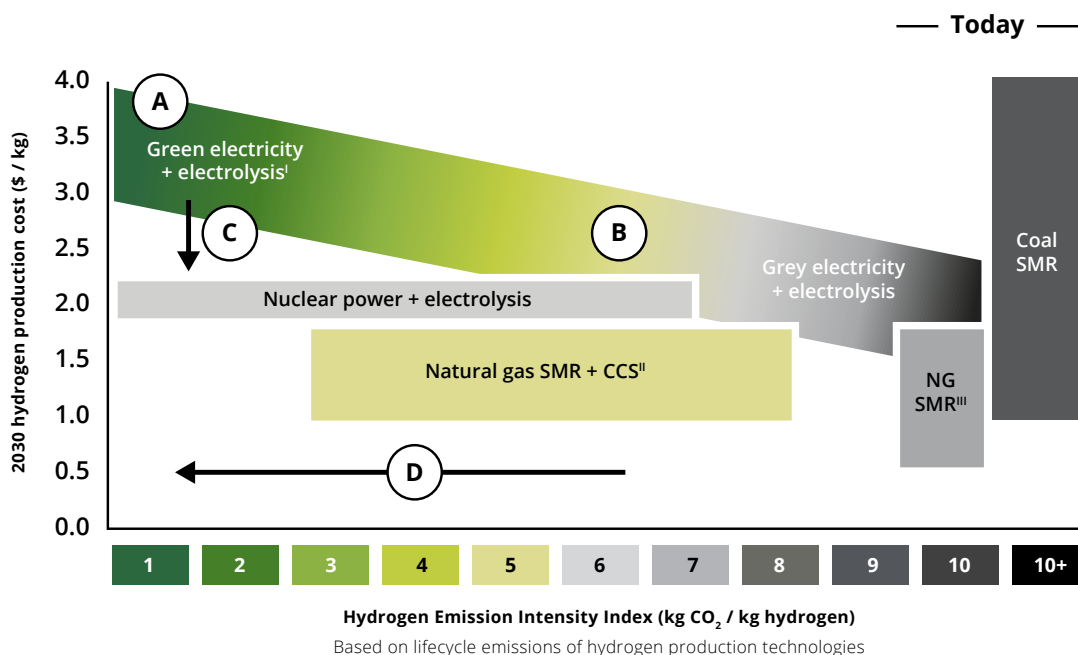 Today
2030 hydrogen production cost ($ / kg)
4.0
3.5
3.0
2.5
2.0
1.5
1.0
0.5
0.0
A
Green electricity
+ electrolysisᴵ
C
B
Grey electricity
+ electrolysis
Coal
SMR
Nuclear power + electrolysis
Natural gas SMR + CCSᴵᴵ
NG
SMRᴵᴵᴵ
D
1 2 3 4 5 6 7 8 9 10 10+
Hydrogen Emission Intensity Index (kg CO₂ / kg hydrogen)
Based on lifecycle emissions of hydrogen production technologies